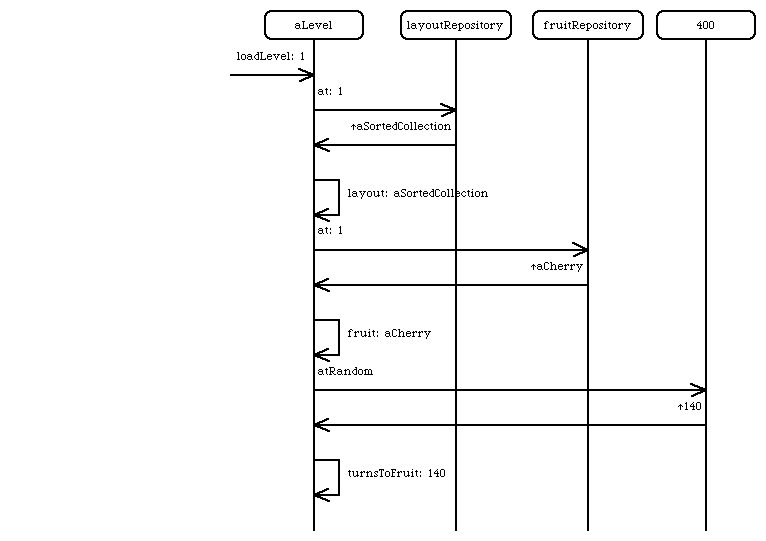 aLevel layoutRepository fruitRepository 400
loadLevel: 1
at: 1
↑aSortedCollection
layout: aSortedCollection
at: 1
↑aCherry
fruit: aCherry
atRandom
↑140
turnsToFruit: 140